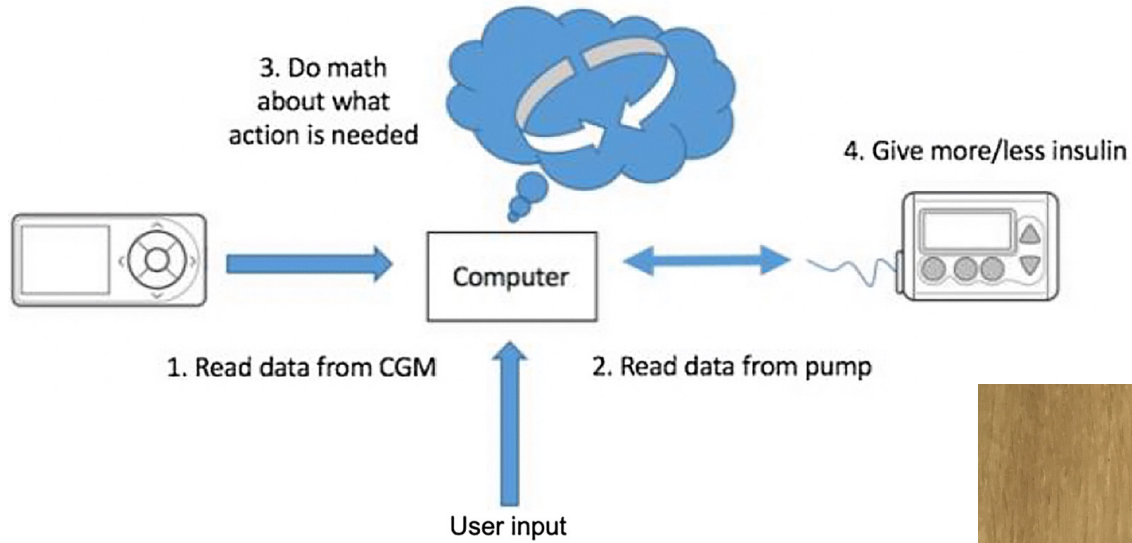 3. Do math
about what
action is needed
4. Give more/less insulin
Computer
1. Read data from CGM
2. Read data from pump
User input